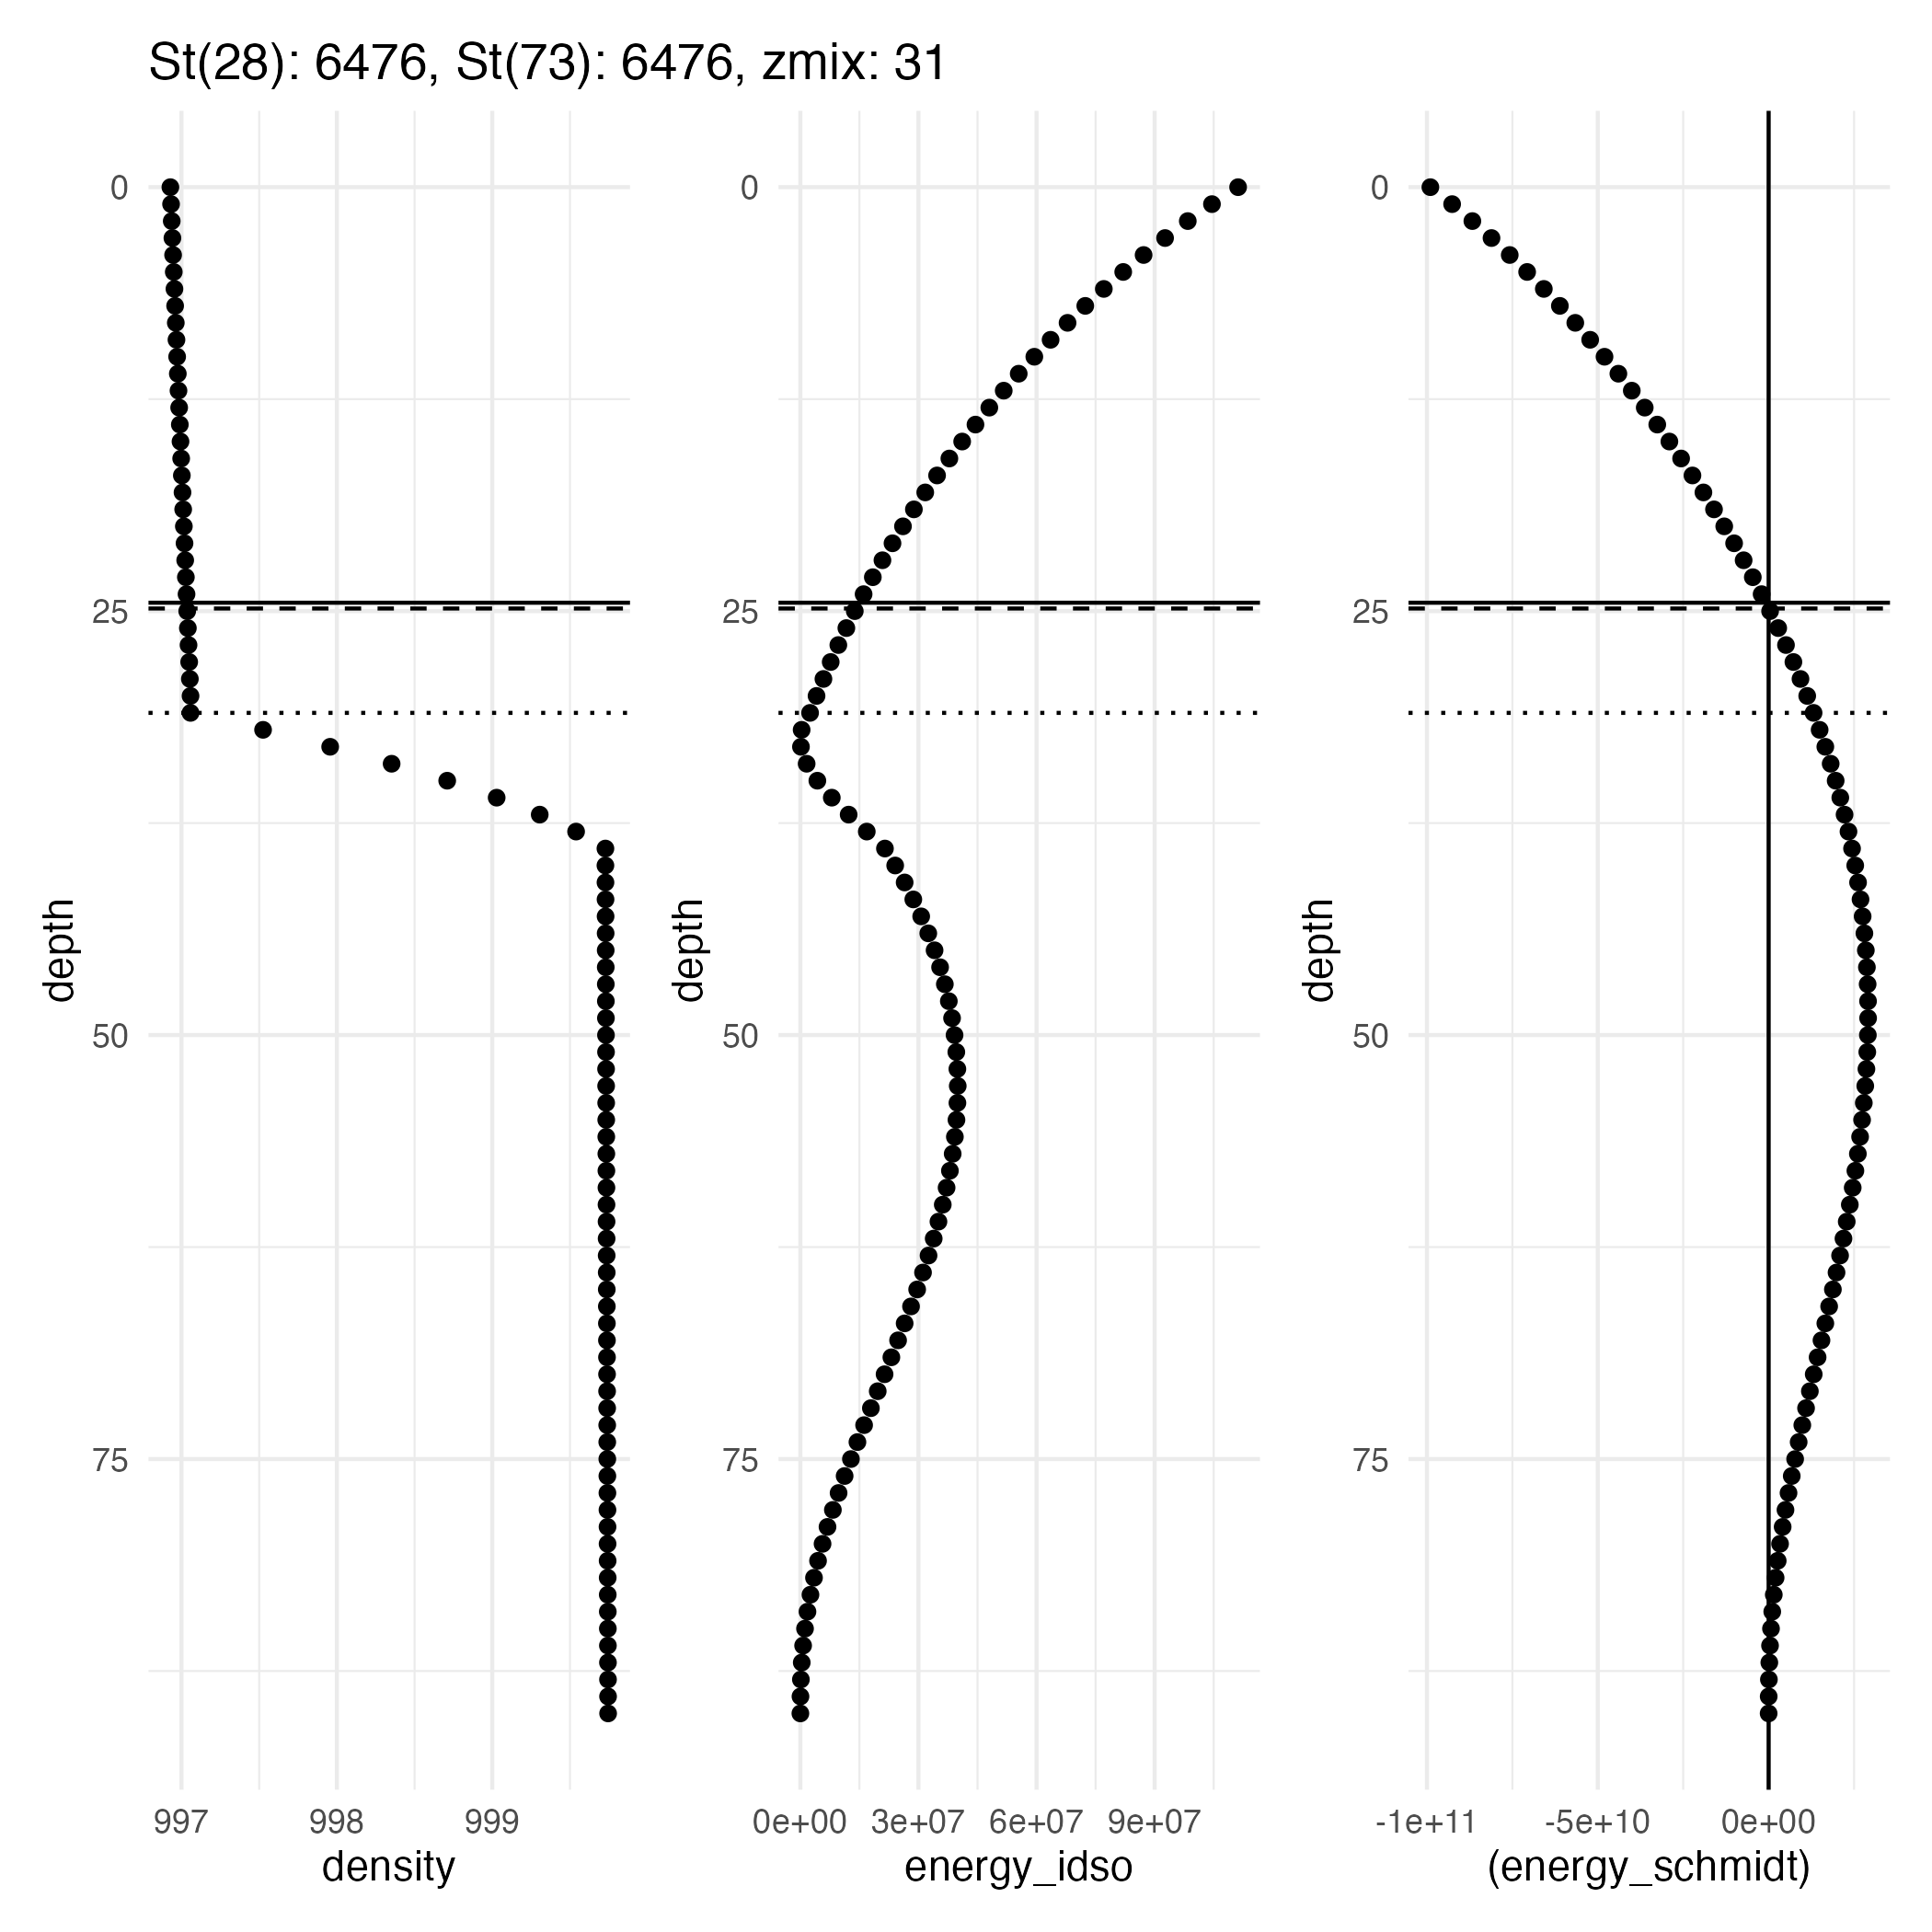 St(28): 6476, St(73): 6476, zmix: 31
0
25
50
75
depth
997 998 999
density
0
25
50
75
depth
0e+00 3e+07 6e+07 9e+07
energy_idso
0
25
50
75
depth
-1e+11 -5e+10 0e+00
(energy_schmidt)